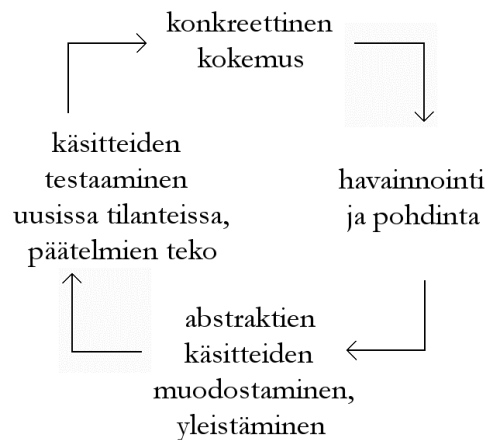 konkreettinen
kokemus
havainnointi
ja pohdinta
abstraktien
käsitteiden
muodostaminen,
yleistäminen
käsitteiden
testaaminen
uusissa tilanteissa,
päätelmien teko